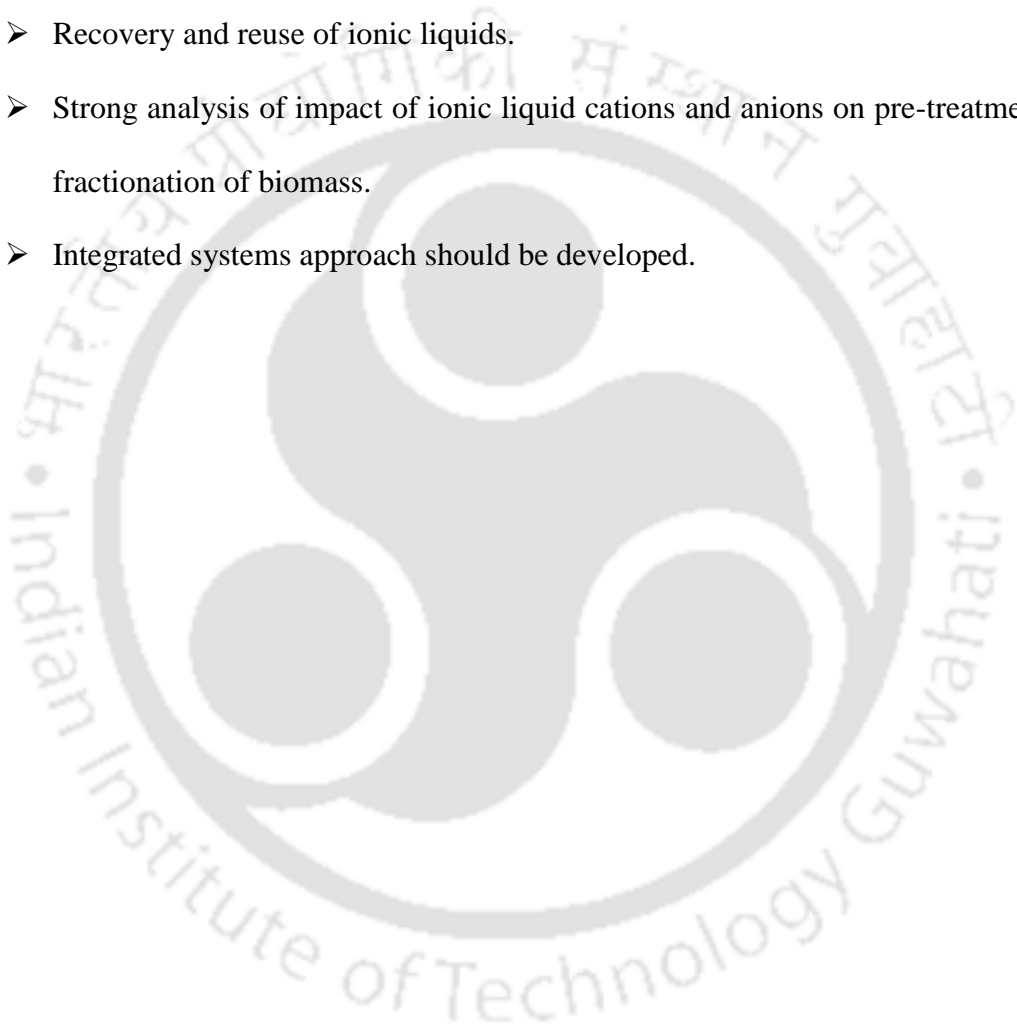 ➢ Recovery and reuse of ionic liquids.
➢ Strong analysis of impact of ionic liquid cations and anions on pre-treatme
fractionation of biomass.
➢ Integrated systems approach should be developed.
भारतीय प्रौद्योगिकी संस्थान गुवाहाटी
Indian Institute of Technology Guwahati